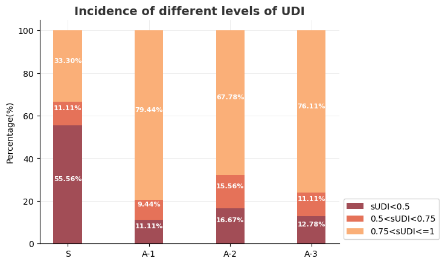 Incidence of different levels of UDI
Percentage(%)
100
80
60
40
20
0
33.30%
11.11%
55.56%
79.44%
9.44%
11.11%
67.78%
15.56%
16.67%
76.11%
11.11%
12.78%
S
A-1
A-2
A-3
sUDI<0.5
0.5<sUDI<0.75
0.75<sUDI<=1